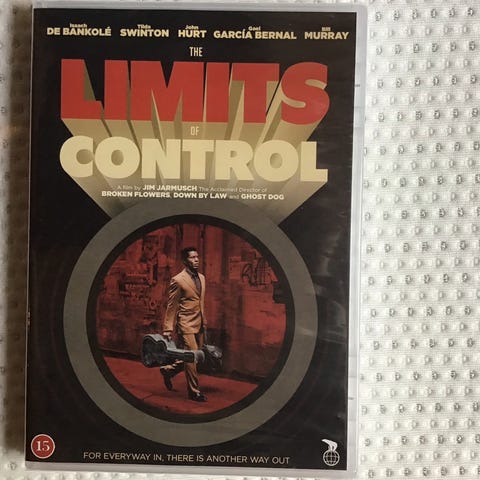 Isaach DE BANKOLÉ Tilda SWINTON John HURT Gael GARCÍA BERNAL Bill MURRAY
THE
LIMITS
OF
CONTROL
A film by JIM JARMUSCH The Acclaimed Director of
BROKEN FLOWERS, DOWN BY LAW and GHOST DOG
15
FOR EVERYWAY IN, THERE IS ANOTHER WAY OUT